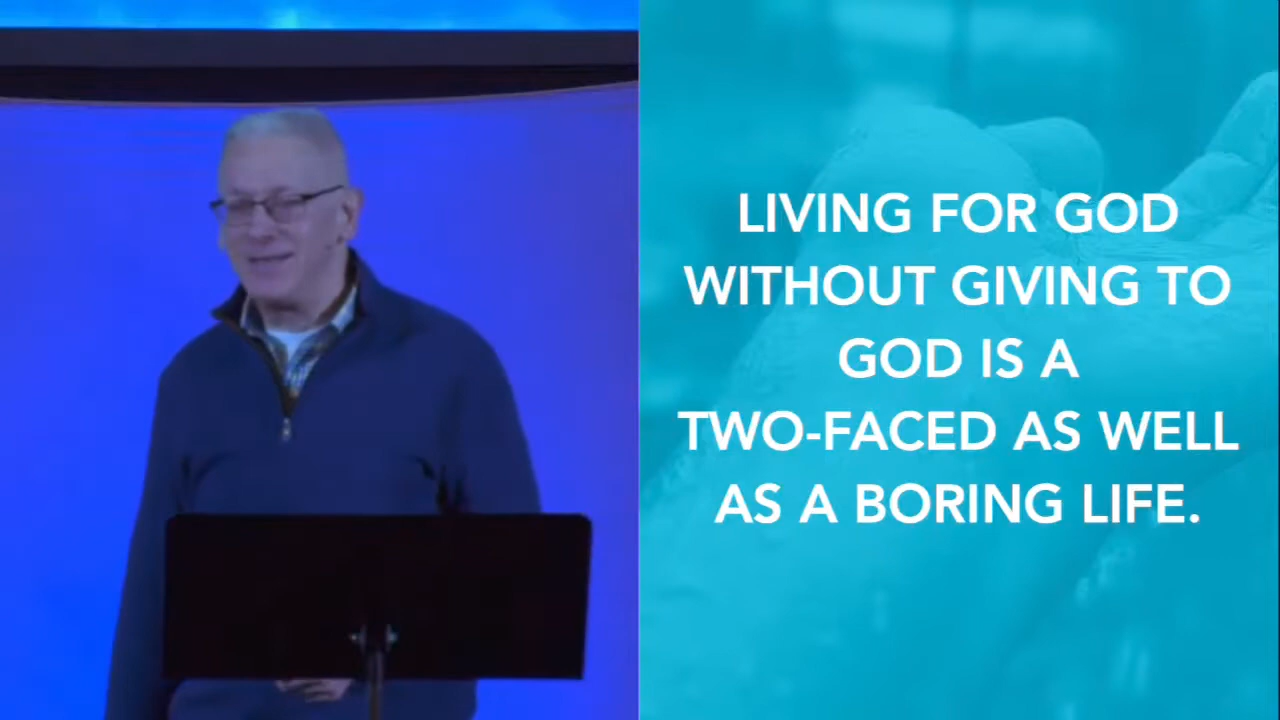 LIVING FOR GOD
WITHOUT GIVING TO
GOD IS A
TWO-FACED AS WELL
AS A BORING LIFE.